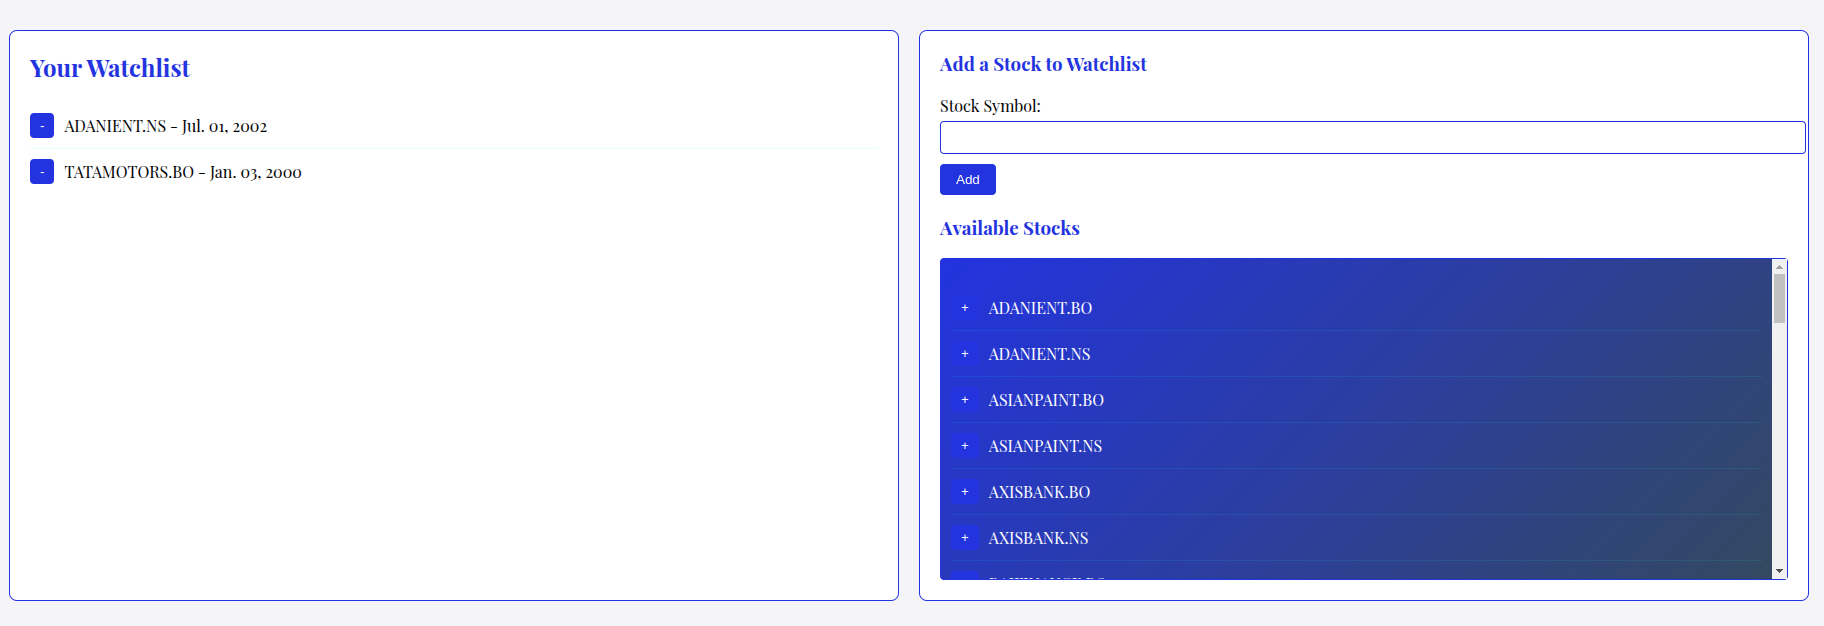 Your Watchlist
- ADANIENT.NS - Jul. 01, 2002
- TATAMOTORS.BO - Jan. 03, 2000
Add a Stock to Watchlist
Stock Symbol:
Add
Available Stocks
+ ADANIENT.BO
+ ADANIENT.NS
+ ASIANPAINT.BO
+ ASIANPAINT.NS
+ AXISBANK.BO
+ AXISBANK.NS